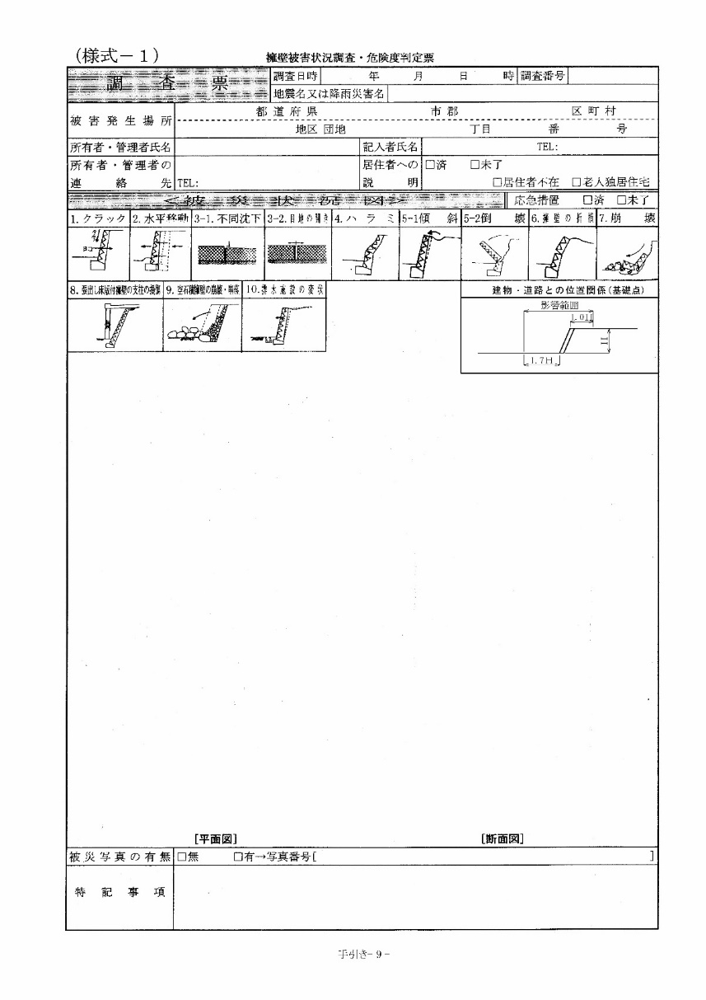 (様式－１)
擁壁被害状況調査・危険度判定票
調査票
調査日時 年 月 日 時 調査番号
地震名又は降雨災害名
被害発生場所
都道府県 市郡 区町村
地区団地 丁目 番 号
所有者・管理者氏名
記入者氏名 TEL:
所有者・管理者の
連絡先 TEL:
居住者への
説明
□済 □未了
□居住者不在 □老人独居住宅
＜被災状況図＞
応急措置 □済 □未了
1.クラック 2.水平移動 3-1.不同沈下 3-2.目地の開き 4.ハラミ 5-1傾斜 5-2倒壊 6.擁壁の折損 7.崩壊
8.張出し床版付擁壁の支柱の損傷 9.空石積擁壁の崩壊・崩落 10.排水施設の変状
建物・道路との位置関係(基礎点)
影響範囲
1.0H
H
1.7H
[平面図] [断面図]
被災写真の有無 □無 □有→写真番号[ ]
特記事項
手引き-9-